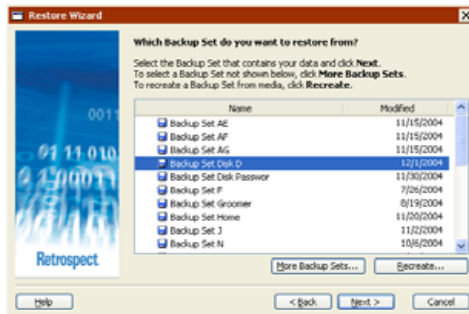 Restore Wizard
Which Backup Set do you want to restore from?
Select the Backup Set that contains your data and click Next.
To select a Backup Set not shown below, click More Backup Sets.
To recreate a Backup Set from media, click Recreate.
Name Modified
Backup Set AE 11/15/2004
Backup Set AF 11/15/2004
Backup Set AG 11/15/2004
Backup Set Disk D 12/1/2004
Backup Set Disk Passwor 11/30/2004
Backup Set F 7/26/2004
Backup Set Groomer 8/19/2004
Backup Set Home 11/20/2004
Backup Set J 11/2/2004
Backup Set N 10/6/2004
Retrospect
More Backup Sets... Recreate...
Help < Back Next > Cancel